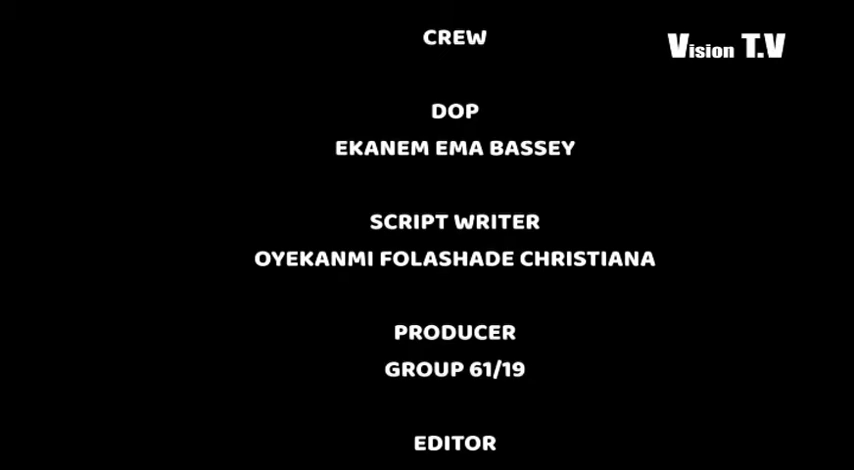 CREW
Vision T.V
DOP
EKANEM EMA BASSEY
SCRIPT WRITER
OYEKANMI FOLASHADE CHRISTIANA
PRODUCER
GROUP 61/19
EDITOR